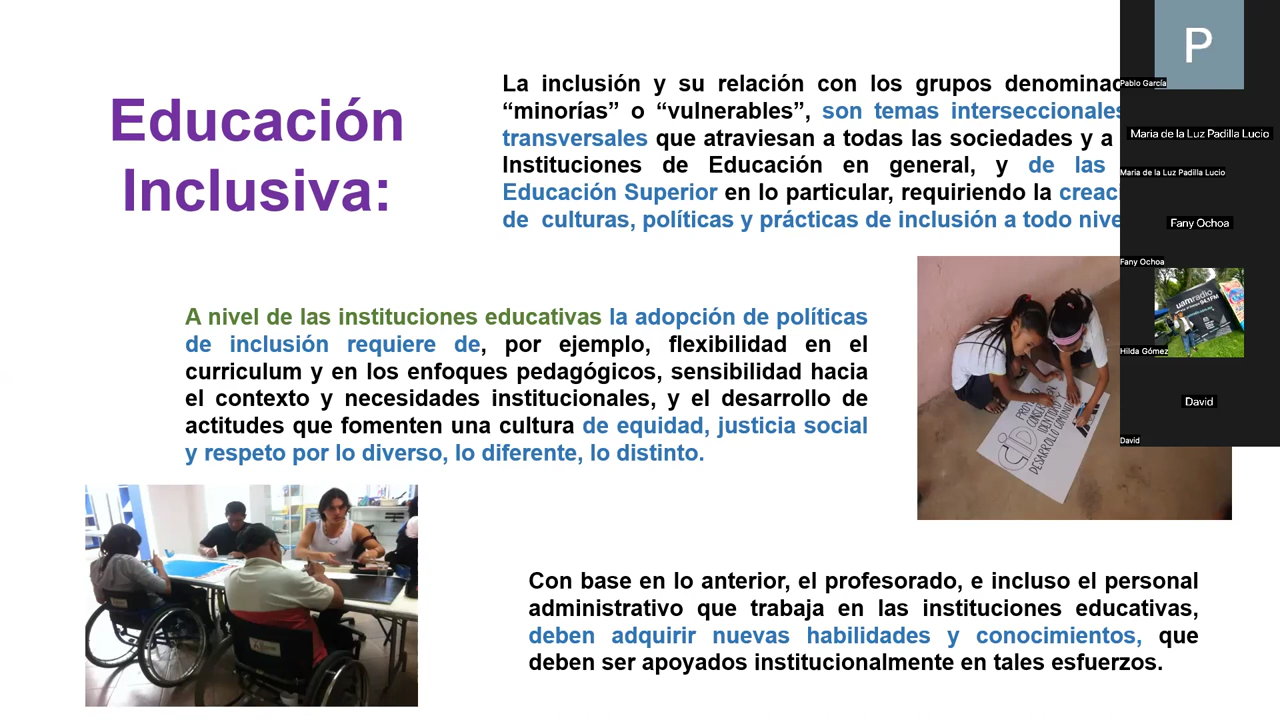 Educación
Inclusiva:
La inclusión y su relación con los grupos
“minorías” o “vulnerables”, son temas interseccionales
transversales que atraviesan a todas las sociedades y a
Instituciones de Educación en general, y de las
Educación Superior en lo particular, requiriendo la
de culturas, políticas y prácticas de inclusión a todo
A nivel de las instituciones educativas la adopción de políticas
de inclusión requiere de, por ejemplo, flexibilidad en el
curriculum y en los enfoques pedagógicos, sensibilidad hacia
el contexto y necesidades institucionales, y el desarrollo de
actitudes que fomenten una cultura de equidad, justicia social
y respeto por lo diverso, lo diferente, lo distinto.
Con base en lo anterior, el profesorado, e incluso el personal
administrativo que trabaja en las instituciones educativas,
deben adquirir nuevas habilidades y conocimientos, que
deben ser apoyados institucionalmente en tales esfuerzos.
P
Pablo García
Maria de la Luz Padilla Lucio
Maria de la Luz Padilla Lucio
Fany Ochoa
Fany Ochoa
uamradio
94.1 FM
Hilda Gómez
David
David
CID